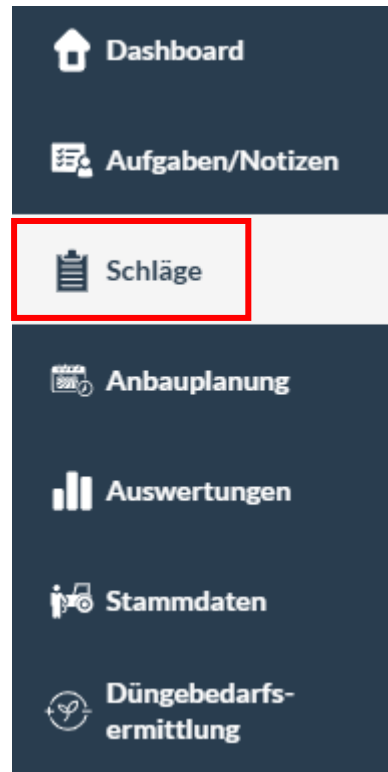 Dashboard
Aufgaben/Notizen
Schläge
Anbauplanung
Auswertungen
Stammdaten
Düngebedarfs-
ermittlung